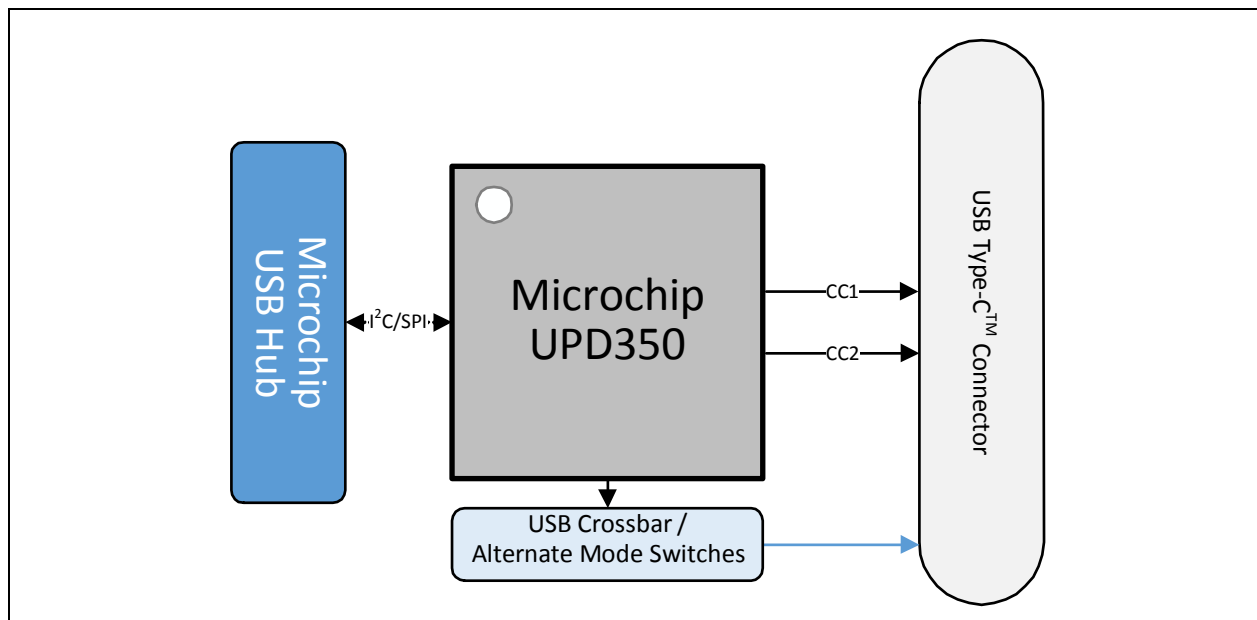 Microchip
USB Hub
I²C/SPI
Microchip
UPD350
CC1
CC2
USB Type-C™ Connector
USB Crossbar /
Alternate Mode Switches